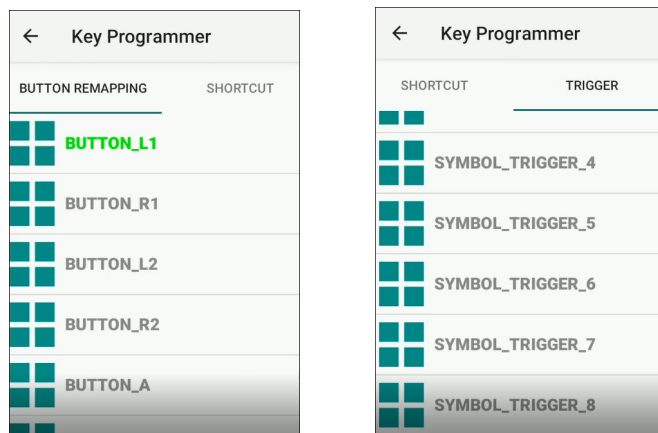 Key Programmer
BUTTON REMAPPING SHORTCUT
BUTTON_L1
BUTTON_R1
BUTTON_L2
BUTTON_R2
BUTTON_A
Key Programmer
SHORTCUT TRIGGER
SYMBOL_TRIGGER_4
SYMBOL_TRIGGER_5
SYMBOL_TRIGGER_6
SYMBOL_TRIGGER_7
SYMBOL_TRIGGER_8